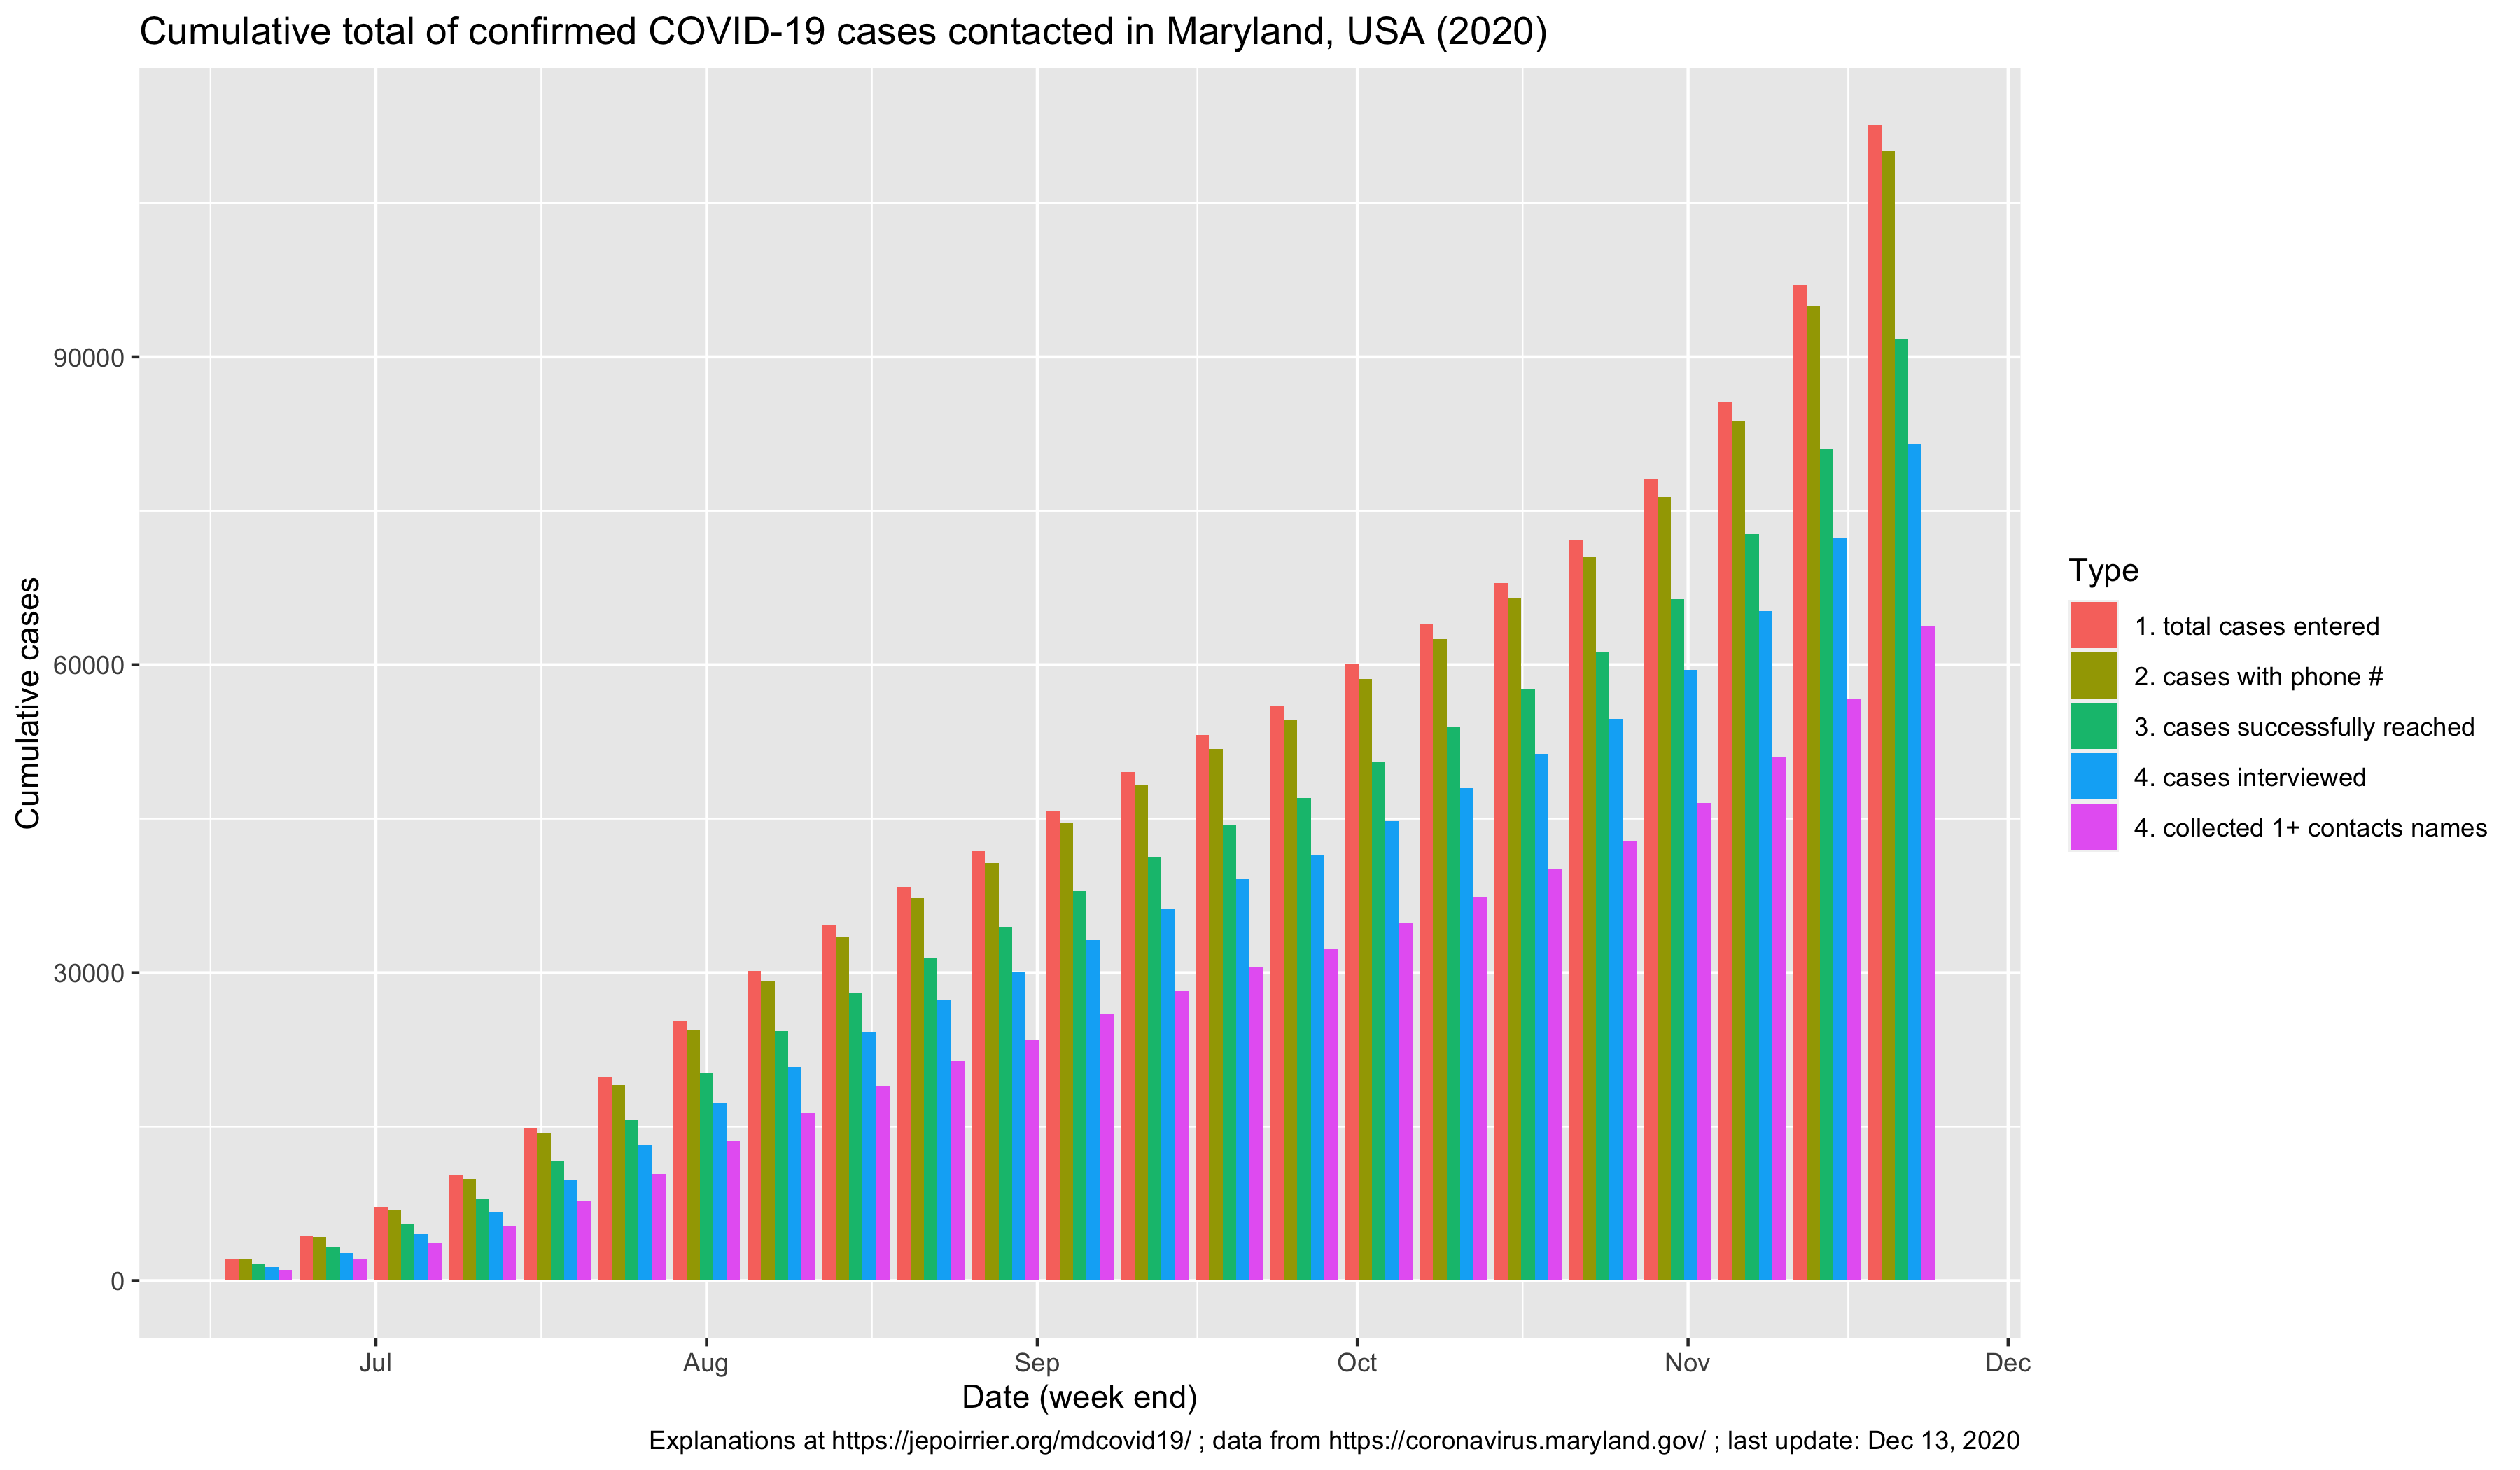 Cumulative total of confirmed COVID-19 cases contacted in Maryland, USA (2020)
Cumulative cases
90000
60000
30000
0
Jul Aug Sep Oct Nov Dec
Date (week end)
Type
1. total cases entered
2. cases with phone #
3. cases successfully reached
4. cases interviewed
4. collected 1+ contacts names
Explanations at https://jepoirrier.org/mdcovid19/ ; data from https://coronavirus.maryland.gov/ ; last update: Dec 13, 2020